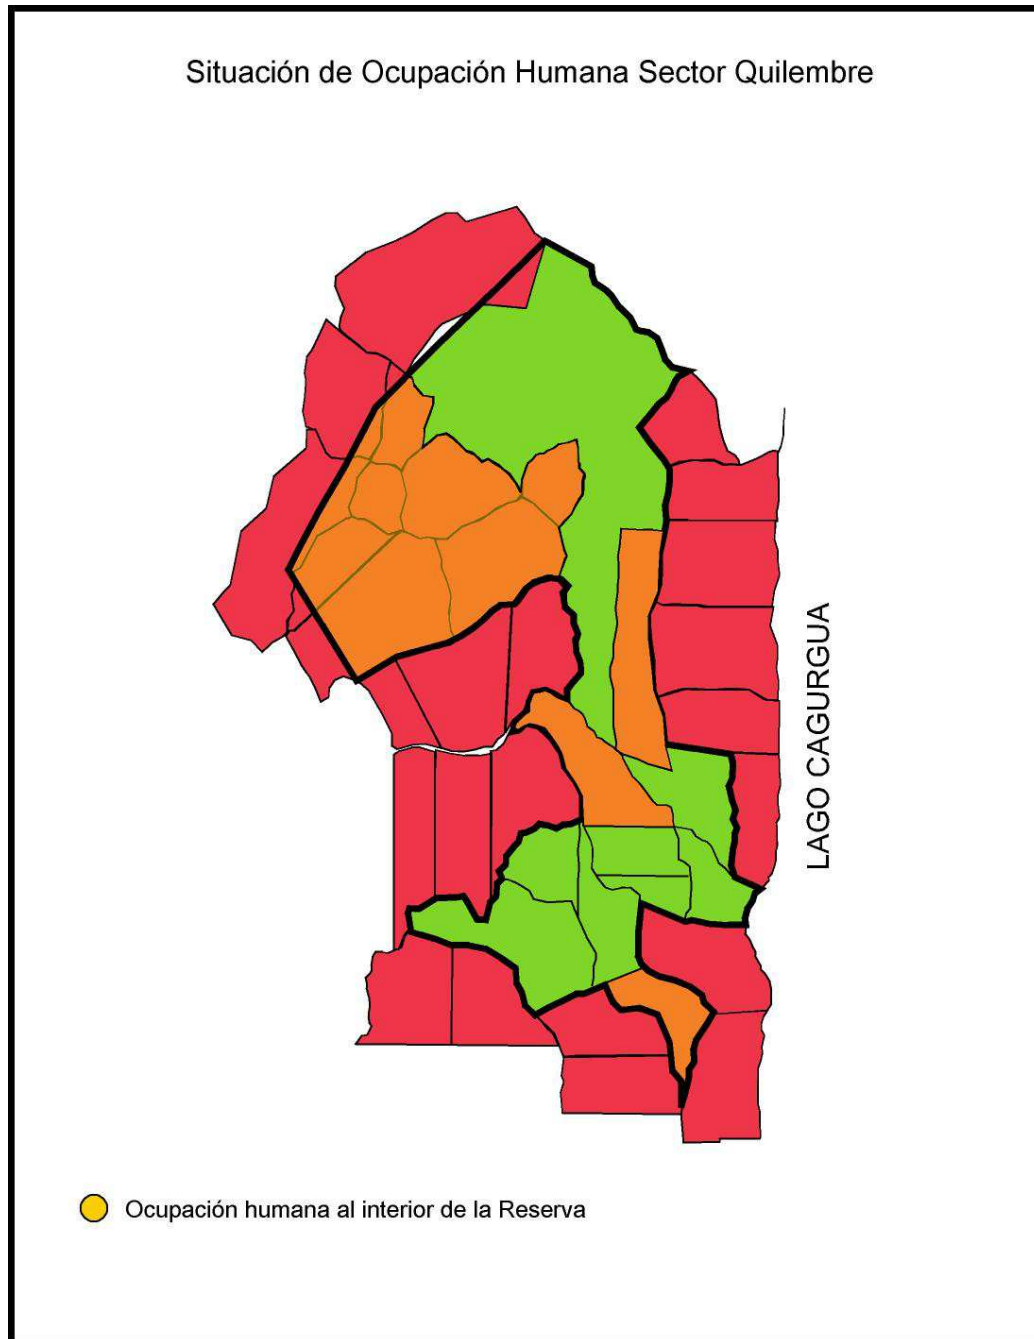 Situación de Ocupación Humana Sector Quilembre
LAGO CAGURGUA
Ocupación humana al interior de la Reserva